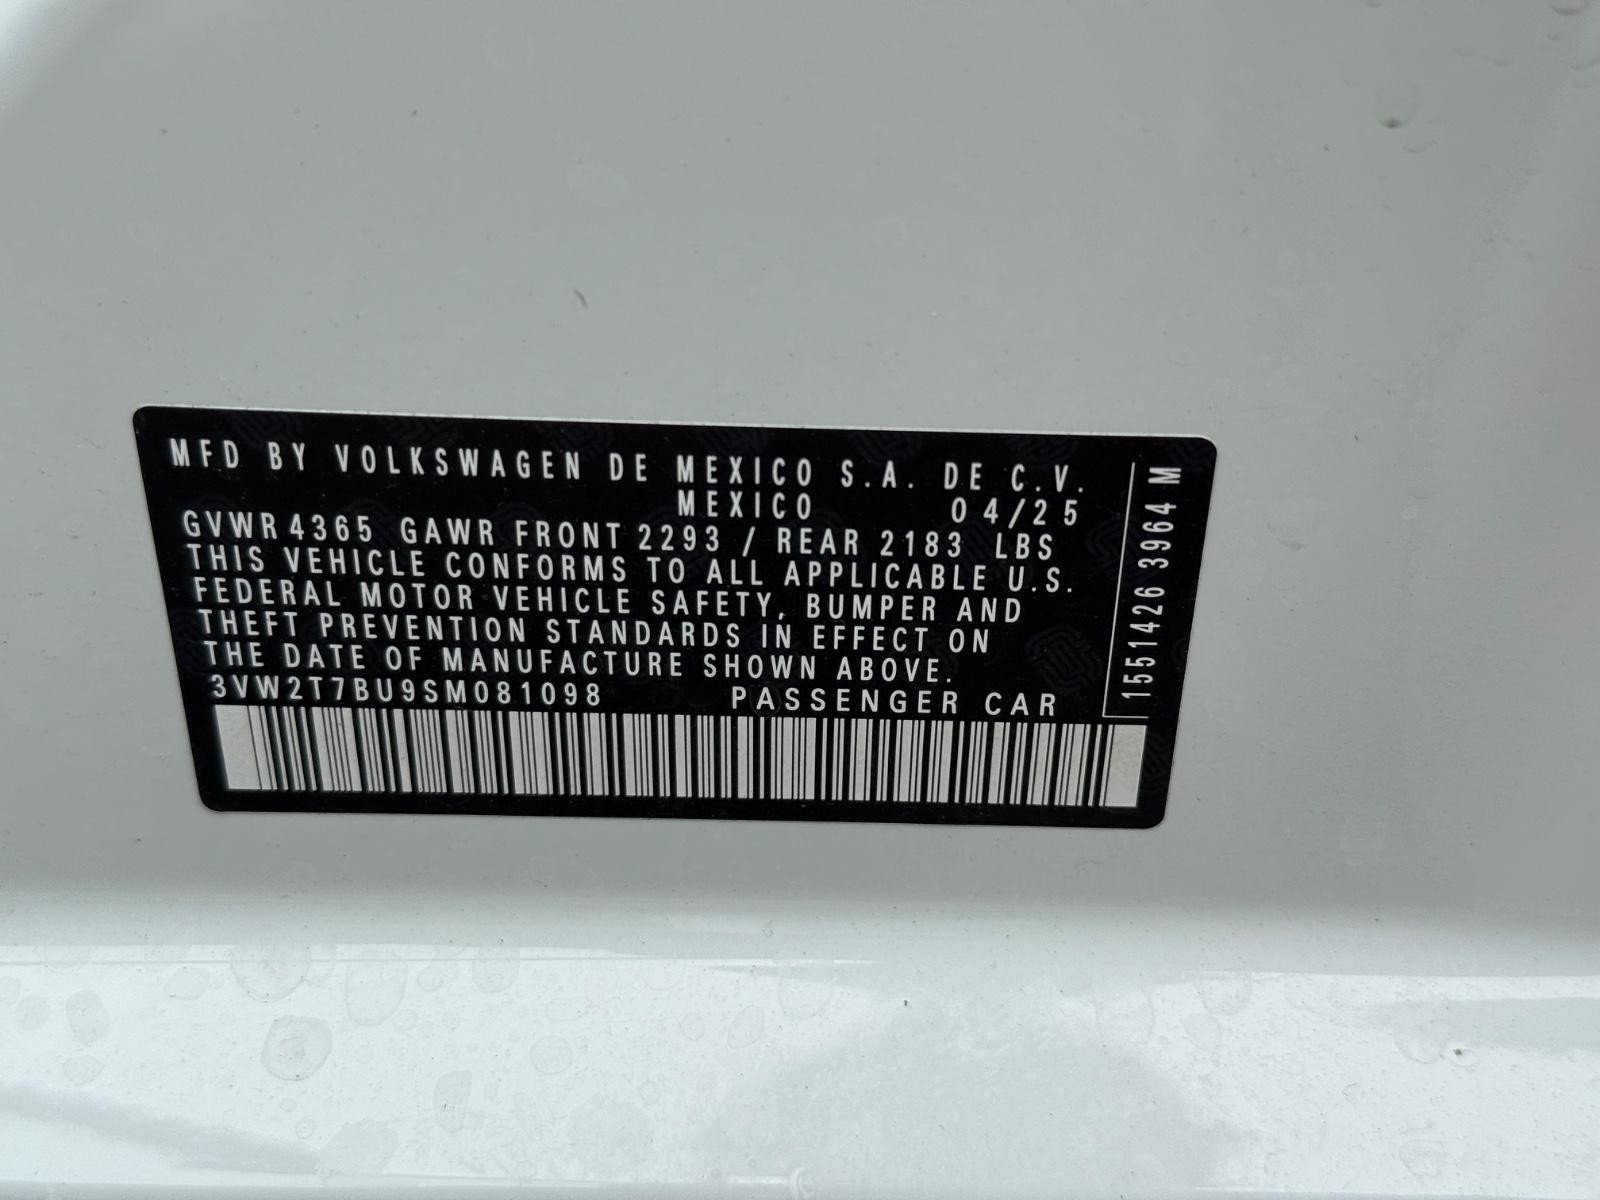 MFD BY VOLKSWAGEN DE MEXICO S.A. DE C.V.
MEXICO 04/25
GVWR 4365 GAWR FRONT 2293 / REAR 2183 LBS
THIS VEHICLE CONFORMS TO ALL APPLICABLE U.S.
FEDERAL MOTOR VEHICLE SAFETY, BUMPER AND
THEFT PREVENTION STANDARDS IN EFFECT ON
THE DATE OF MANUFACTURE SHOWN ABOVE.
3VW2T7BU9SM081098 PASSENGER CAR
1551426 3964 M